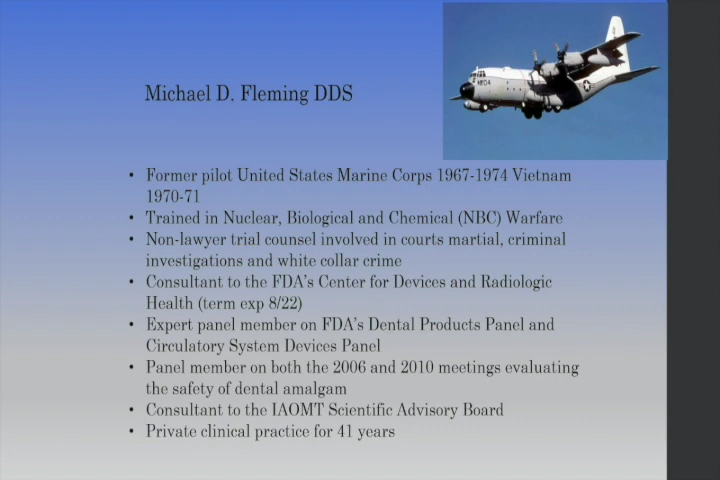 Michael D. Fleming DDS
• Former pilot United States Marine Corps 1967-1974 Vietnam
1970-71
• Trained in Nuclear, Biological and Chemical (NBC) Warfare
• Non-lawyer trial counsel involved in courts martial, criminal
investigations and white collar crime
• Consultant to the FDA’s Center for Devices and Radiologic
Health (term exp 8/22)
• Expert panel member on FDA’s Dental Products Panel and
Circulatory System Devices Panel
• Panel member on both the 2006 and 2010 meetings evaluating
the safety of dental amalgam
• Consultant to the IAOMT Scientific Advisory Board
• Private clinical practice for 41 years